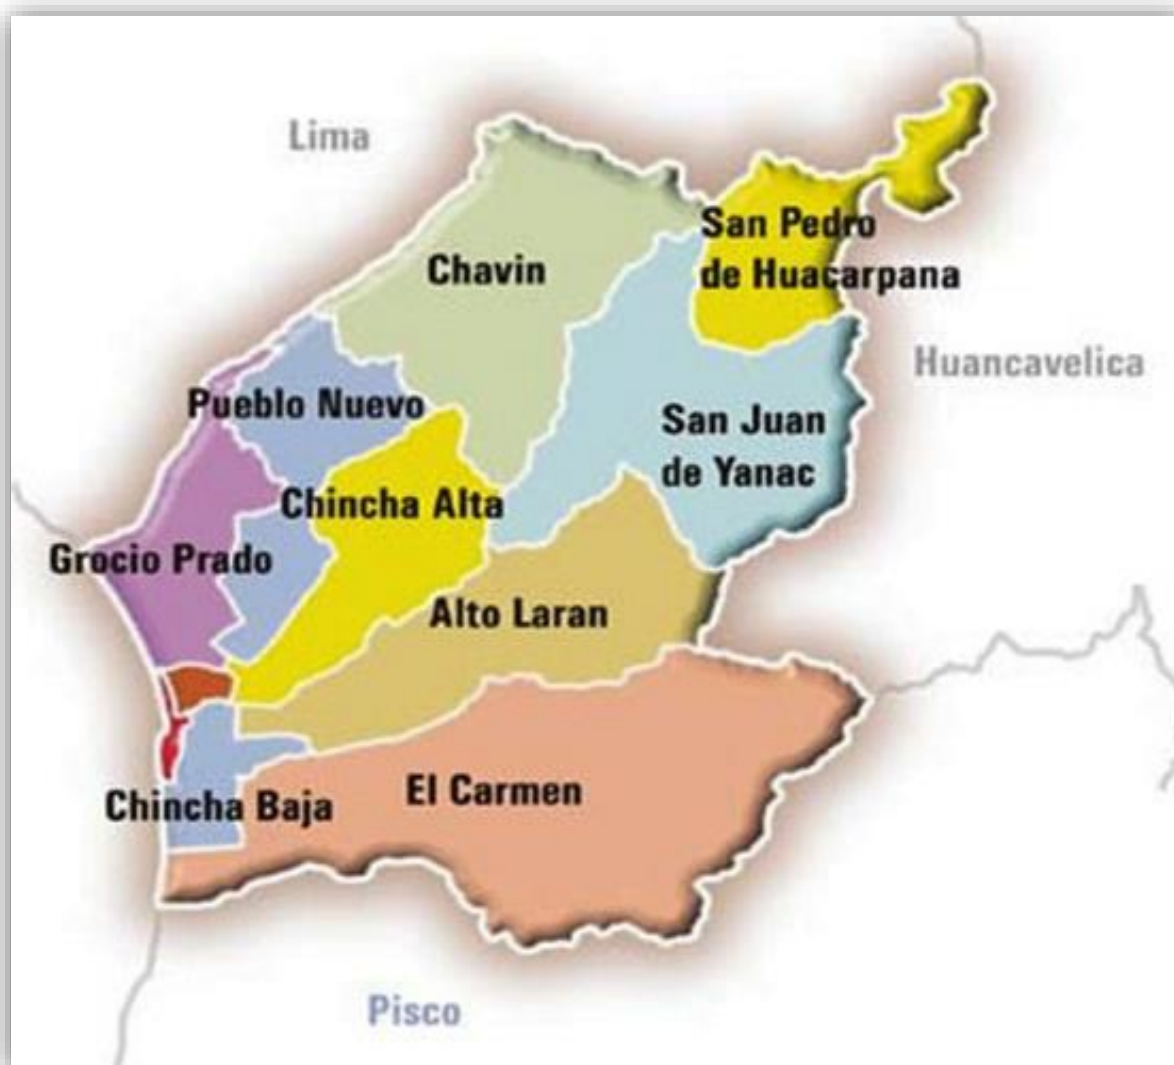 Lima
San Pedro
de Huacarpana
Chavin
Huancavelica
Pueblo Nuevo
San Juan
de Yanac
Chincha Alta
Grocio Prado
Alto Laran
El Carmen
Chincha Baja
Pisco